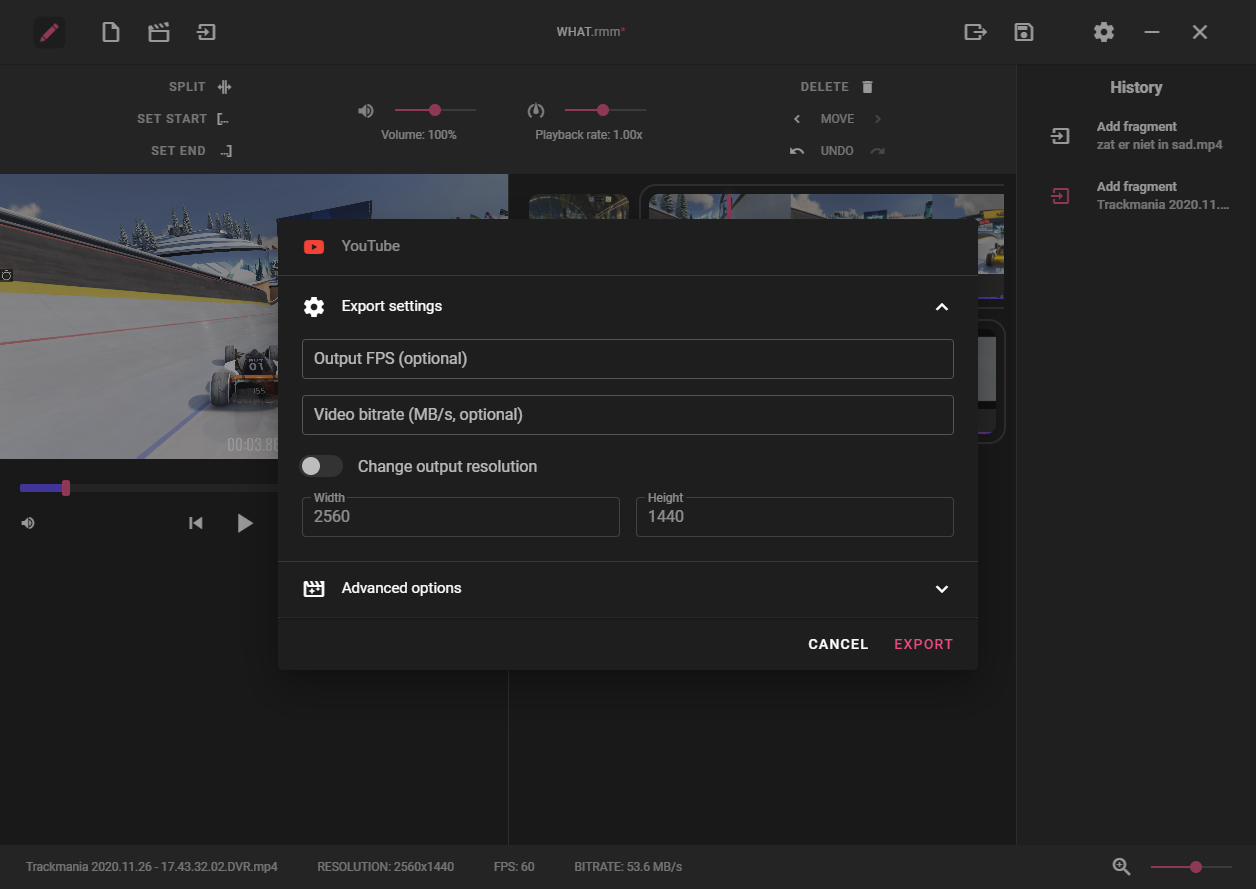 WHAT.rmm*
SPLIT
SET START
SET END
Volume: 100%
Playback rate: 1.00x
DELETE
MOVE
UNDO
History
Add fragment
zat er niet in sad.mp4
Add fragment
Trackmania 2020.11....
YouTube
Export settings
Output FPS (optional)
Video bitrate (MB/s, optional)
Change output resolution
Width
2560
Height
1440
Advanced options
CANCEL
EXPORT
01
155
Trackmania 2020.11.26 - 17.43.32.02.DVR.mp4
RESOLUTION: 2560x1440
FPS: 60
BITRATE: 53.6 MB/s